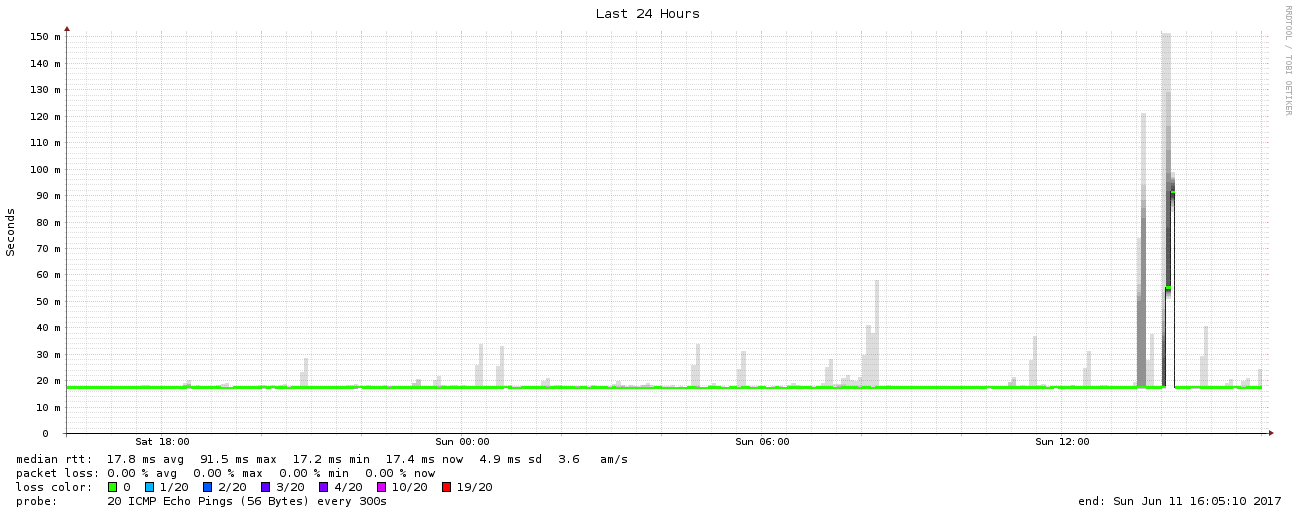 Last 24 Hours
RRDTOOL / TOBI OETIKER
Seconds
150 m
140 m
130 m
120 m
110 m
100 m
90 m
80 m
70 m
60 m
50 m
40 m
30 m
20 m
10 m
0
Sat 18:00 Sun 00:00 Sun 06:00 Sun 12:00
median rtt: 17.8 ms avg 91.5 ms max 17.2 ms min 17.4 ms now 4.9 ms sd 3.6 am/s
packet loss: 0.00 % avg 0.00 % max 0.00 % min 0.00 % now
loss color: 0 1/20 2/20 3/20 4/20 10/20 19/20
probe: 20 ICMP Echo Pings (56 Bytes) every 300s end: Sun Jun 11 16:05:10 2017